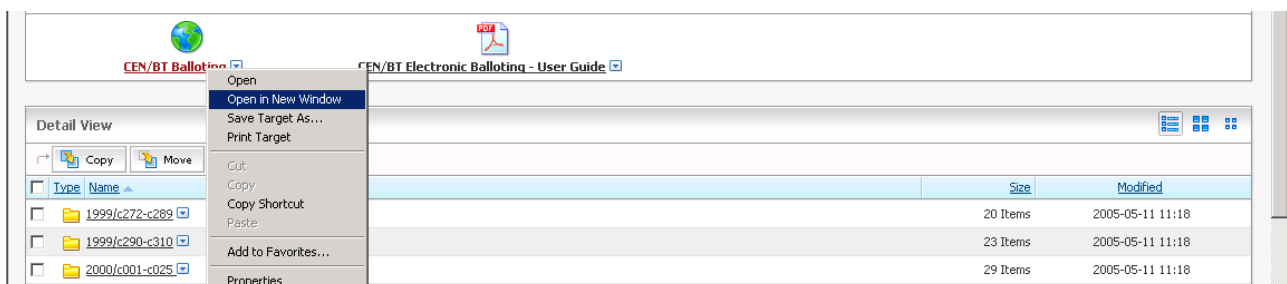 PDF
CEN/BT Balloting
CEN/BT Electronic Balloting - User Guide
Open
Open in New Window
Save Target As...
Print Target
Cut
Copy
Copy Shortcut
Paste
Add to Favorites...
Properties
Detail View
Copy Move
Type Name Size Modified
1999/c272-c289 20 Items 2005-05-11 11:18
1999/c290-c310 23 Items 2005-05-11 11:18
2000/c001-c025 29 Items 2005-05-11 11:18